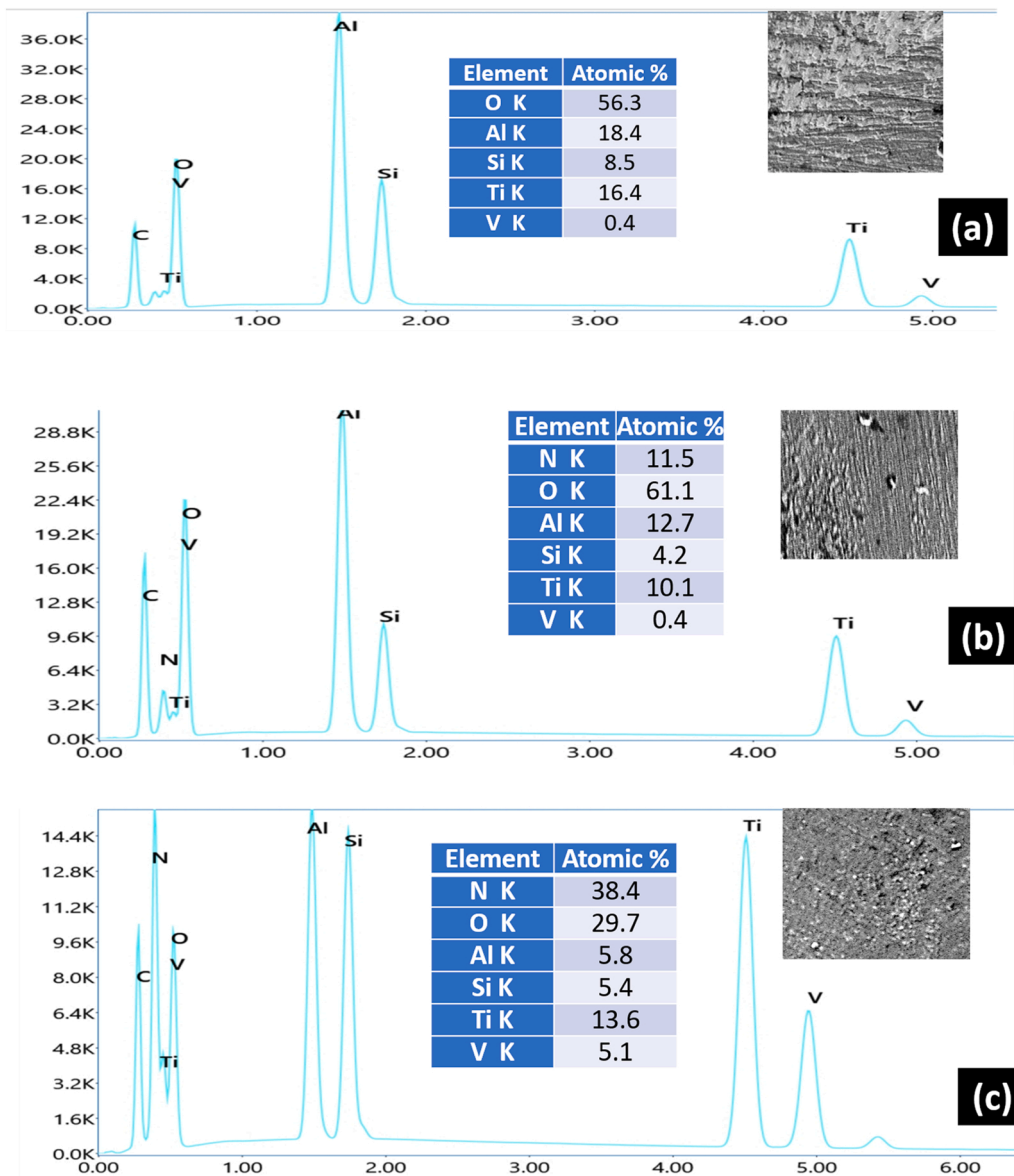 36.0K
32.0K
28.0K
24.0K
20.0K
16.0K
12.0K
8.0K
4.0K
0.0K
0.00 1.00 2.00 3.00 4.00 5.00
C
Ti
O
V
Al
Si
Ti
V
Element Atomic %
O K 56.3
Al K 18.4
Si K 8.5
Ti K 16.4
V K 0.4
(a)
28.8K
25.6K
22.4K
19.2K
16.0K
12.8K
9.6K
6.4K
3.2K
0.0K
0.00 1.00 2.00 3.00 4.00 5.00
C
N
Ti
O
V
Al
Si
Ti
V
Element Atomic %
N K 11.5
O K 61.1
Al K 12.7
Si K 4.2
Ti K 10.1
V K 0.4
(b)
14.4K
12.8K
11.2K
9.6K
8.0K
6.4K
4.8K
3.2K
1.6K
0.0K
0.00 1.00 2.00 3.00 4.00 5.00 6.00
C
N
Ti
O
V
Al
Si
Ti
V
Element Atomic %
N K 38.4
O K 29.7
Al K 5.8
Si K 5.4
Ti K 13.6
V K 5.1
(c)